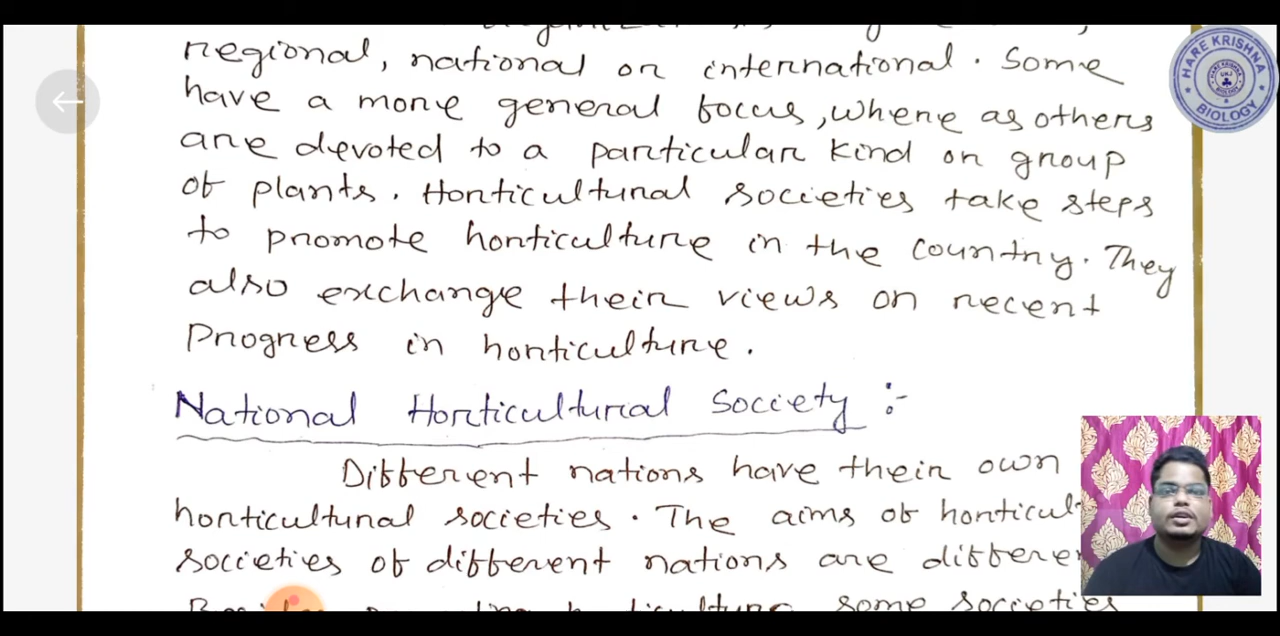 regional, national or international. Some
have a more general focus, where as others
are devoted to a particular kind or group
of plants. Horticultural societies take steps
to promote horticulture in the country. They
also exchange their views on recent
Progress in horticulture.
National Horticultural Society :-
Different nations have their own
horticultural societies. The aims of horticul
societies of different nations are differe
some societies
HARE KRISHNA
BIOLOGY